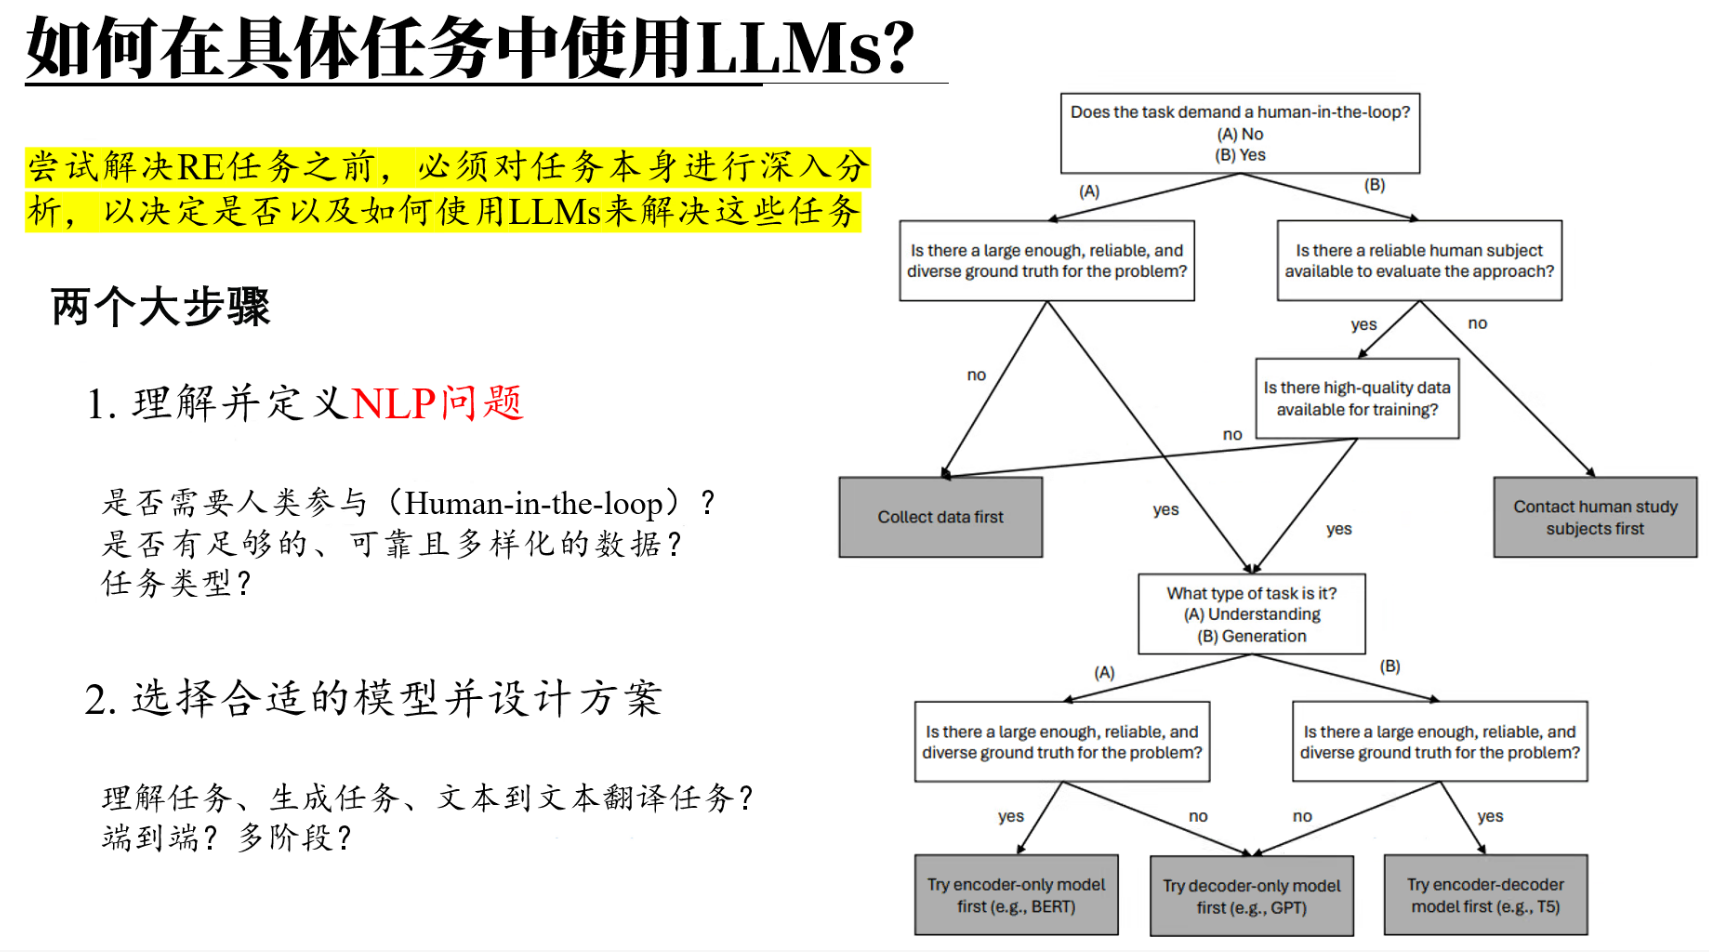 如何在具体任务中使用LLMs?
尝试解决RE任务之前，必须对任务本身进行深入分
析，以决定是否以及如何使用LLMs来解决这些任务
两个大步骤
1. 理解并定义NLP问题
是否需要人类参与（Human-in-the-loop）？
是否有足够的、可靠且多样化的数据？
任务类型？
2. 选择合适的模型并设计方案
理解任务、生成任务、文本到文本翻译任务？
端到端？多阶段？
Does the task demand a human-in-the-loop?
(A) No
(B) Yes
(A)
(B)
Is there a large enough, reliable, and
diverse ground truth for the problem?
Is there a reliable human subject
available to evaluate the approach?
yes
no
no
Is there high-quality data
available for training?
no
Collect data first
yes
yes
Contact human study
subjects first
What type of task is it?
(A) Understanding
(B) Generation
(A)
(B)
Is there a large enough, reliable, and
diverse ground truth for the problem?
Is there a large enough, reliable, and
diverse ground truth for the problem?
yes
no
no
yes
Try encoder-only model
first (e.g., BERT)
Try decoder-only model
first (e.g., GPT)
Try encoder-decoder
model first (e.g., T5)